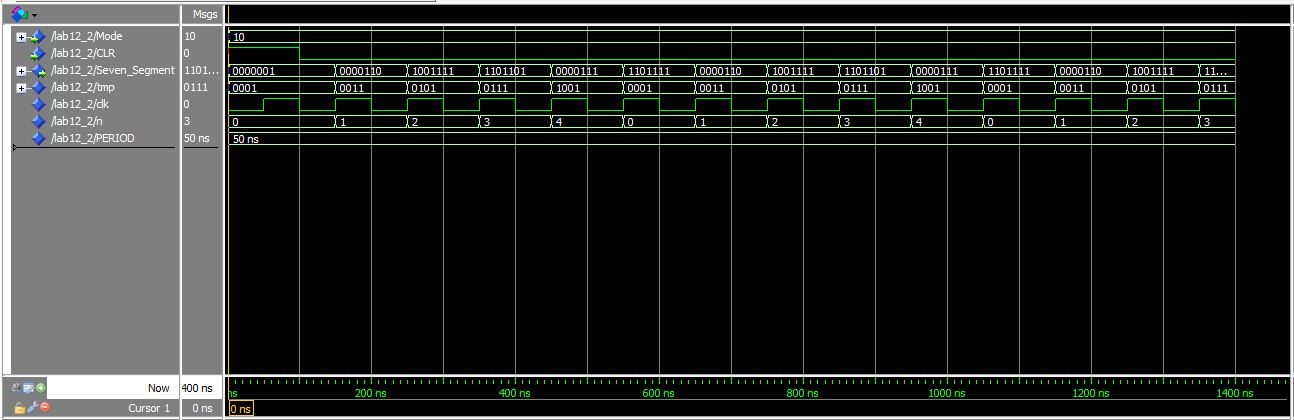 Msgs
/lab12_2/Mode 10 10
/lab12_2/CLR 0
/lab12_2/Seven_Segment 1101... 0000001 0000110 1001111 1101101 0000111 1101111 0000110 1001111 1101101 0000111 1101111 0000110 1001111 11...
/lab12_2/tmp 0111 0001 0011 0101 0111 1001 0001 0011 0101 0111 1001 0001 0011 0101 0111
/lab12_2/clk 0
/lab12_2/n 3 0 1 2 3 4 0 1 2 3 4 0 1 2 3
/lab12_2/PERIOD 50 ns 50 ns
Now 400 ns ns 200 ns 400 ns 600 ns 800 ns 1000 ns 1200 ns 1400 ns
Cursor 1 0 ns 0 ns